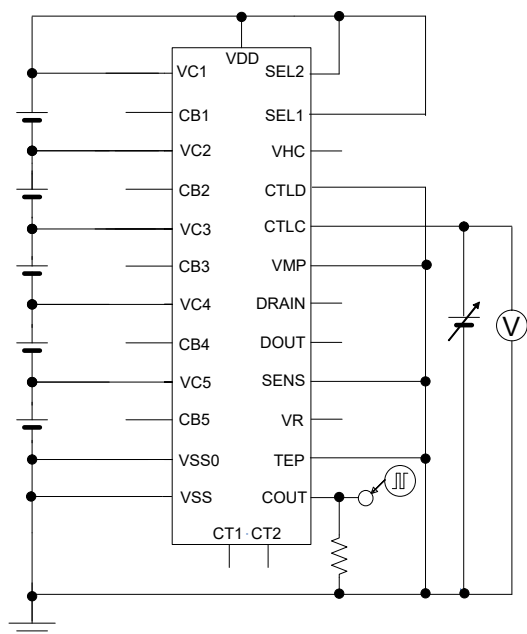 VDD
VC1
CB1
VC2
CB2
VC3
CB3
VC4
CB4
VC5
CB5
VSS0
VSS
SEL2
SEL1
VHC
CTLD
CTLC
VMP
DRAIN
DOUT
SENS
VR
TEP
COUT
CT1 CT2
V